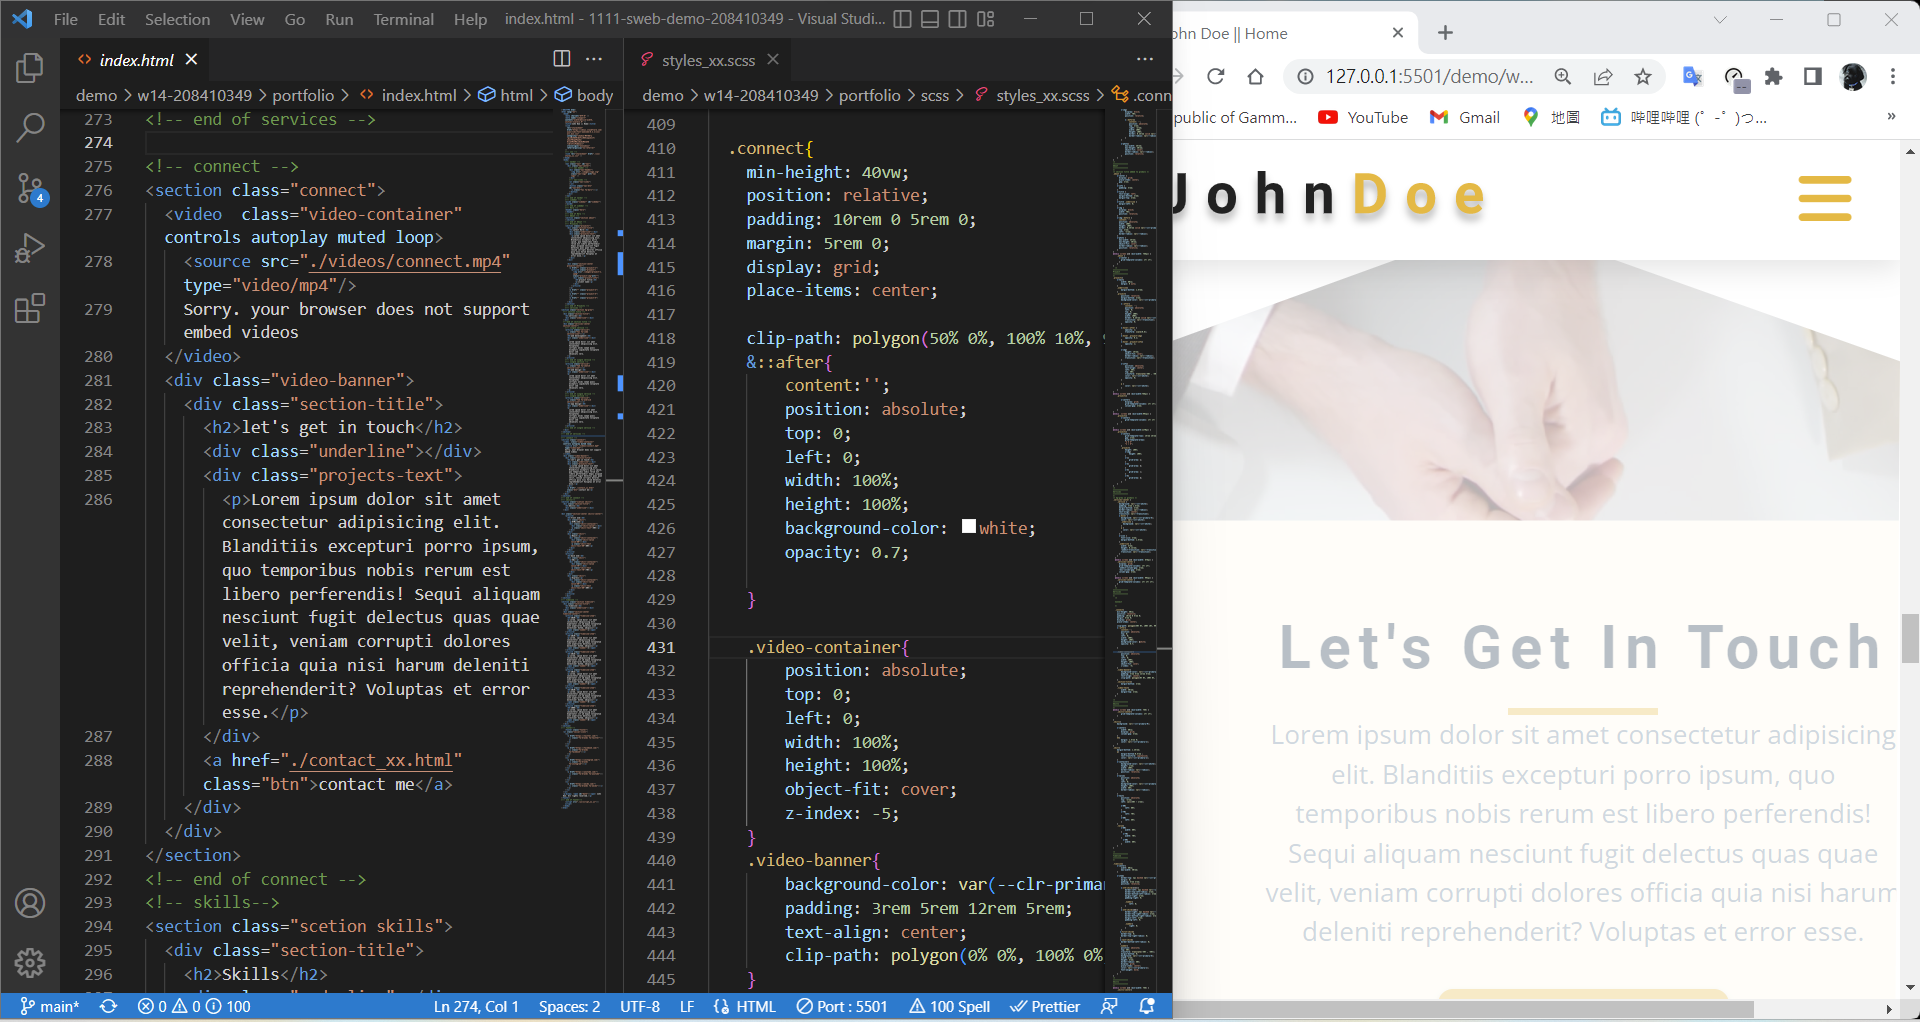 File Edit Selection View Go Run Terminal Help index.html - 1111-sweb-demo-208410349 - Visual Studi...
index.html
demo > w14-208410349 > portfolio > index.html > html > body
273 <!-- end of services -->
274
275 <!-- connect -->
276 <section class="connect">
277 <video  class="video-container"
controls autoplay muted loop>
278 <source src="./videos/connect.mp4"
type="video/mp4"/>
279 Sorry. your browser does not support
embed videos
280 </video>
281 <div class="video-banner">
282 <div class="section-title">
283 <h2>let's get in touch</h2>
284 <div class="underline"></div>
285 <div class="projects-text">
286 <p>Lorem ipsum dolor sit amet
consectetur adipisicing elit.
Blanditiis excepturi porro ipsum,
quo temporibus nobis rerum est
libero perferendis! Sequi aliquam
nesciunt fugit delectus quas quae
velit, veniam corrupti dolores
officia quia nisi harum deleniti
reprehenderit? Voluptas et error
esse.</p>
287 </div>
288 <a href="./contact_xx.html"
class="btn">contact me</a>
289 </div>
290 </div>
291 </section>
292 <!-- end of connect -->
293 <!-- skills-->
294 <section class="scetion skills">
295 <div class="section-title">
296 <h2>Skills</h2>
styles_xx.scss
demo > w14-208410349 > portfolio > scss > styles_xx.scss > .conn
409
410 .connect{
411 min-height: 40vw;
412 position: relative;
413 padding: 10rem 0 5rem 0;
414 margin: 5rem 0;
415 display: grid;
416 place-items: center;
417
418 clip-path: polygon(50% 0%, 100% 10%,
419 &::after{
420 content:'';
421 position: absolute;
422 top: 0;
423 left: 0;
424 width: 100%;
425 height: 100%;
426 background-color: white;
427 opacity: 0.7;
428
429 }
430
431 .video-container{
432 position: absolute;
433 top: 0;
434 left: 0;
435 width: 100%;
436 height: 100%;
437 object-fit: cover;
438 z-index: -5;
439 }
440 .video-banner{
441 background-color: var(--clr-primar
442 padding: 3rem 5rem 12rem 5rem;
443 text-align: center;
444 clip-path: polygon(0% 0%, 100% 0%
445 }
4
main* 0 0 100 Ln 274, Col 1 Spaces: 2 UTF-8 LF HTML Port : 5501 100 Spell Prettier
ohn Doe || Home
127.0.0.1:5501/demo/w...
public of Gamm... YouTube Gmail 地圖 哔哩哔哩 (゜-゜)つ... »
JohnDoe
Let's Get In Touch
Lorem ipsum dolor sit amet consectetur adipisicing
elit. Blanditiis excepturi porro ipsum, quo
temporibus nobis rerum est libero perferendis!
Sequi aliquam nesciunt fugit delectus quas quae
velit, veniam corrupti dolores officia quia nisi harum
deleniti reprehenderit? Voluptas et error esse.